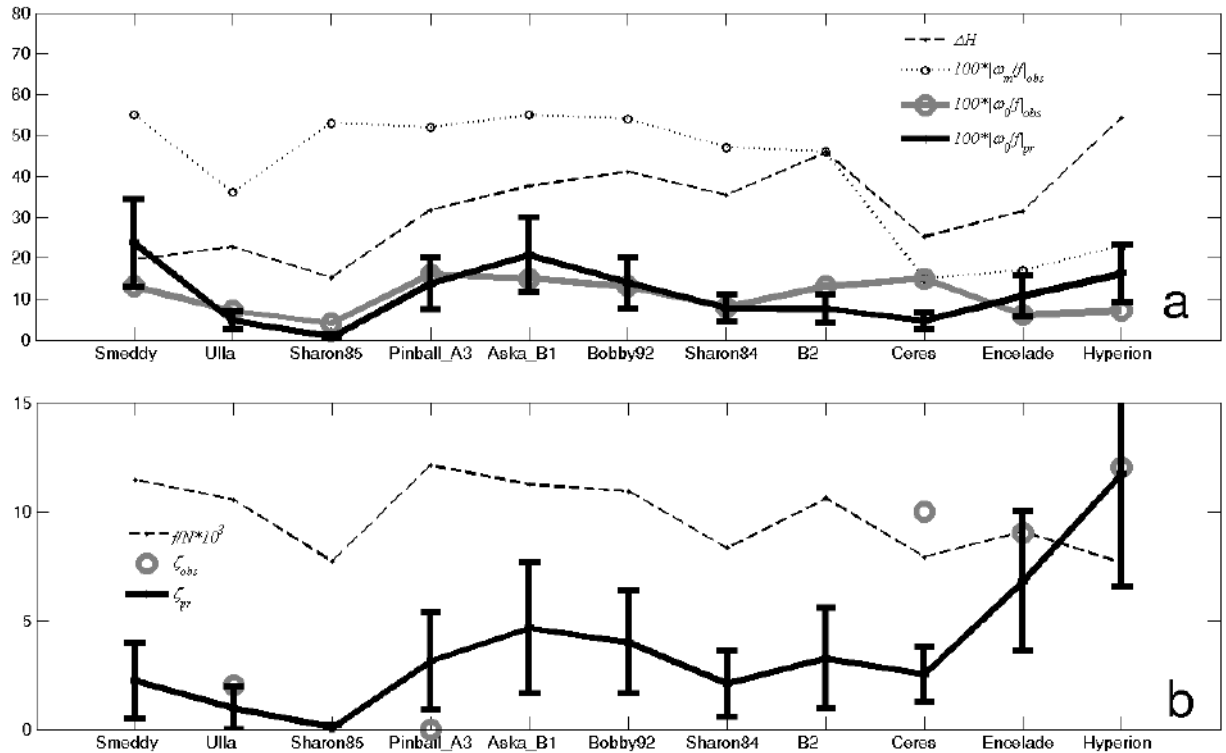 80
70
60
50
40
30
20
10
0
ΔH
100*|ω_m/f|_obs
100*|ω_0/f|_obs
100*|ω_0/f|_pr
a
Smeddy Ulla Sharon85 Pinball_A3 Aska_B1 Bobby92 Sharon84 B2 Ceres Encelade Hyperion
15
10
5
0
f/N*10^3
ζ_obs
ζ_pr
b
Smeddy Ulla Sharon85 Pinball_A3 Aska_B1 Bobby92 Sharon84 B2 Ceres Encelade Hyperion